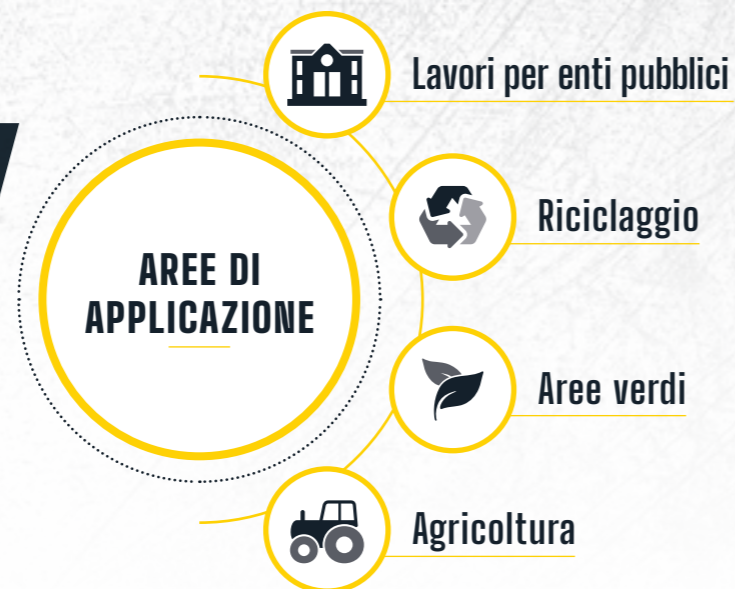 Lavori per enti pubblici
Riciclaggio
AREE DI
APPLICAZIONE
Aree verdi
Agricoltura